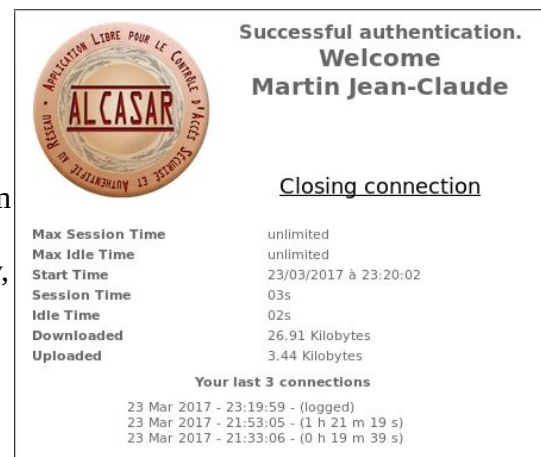 APPLICATION LIBRE POUR LE CONTRÔLE D'ACCÈS SÉCURISÉ ET AUTHENTIFIÉ AU RÉSEAU •
ALCASAR
Successful authentication.
Welcome
Martin Jean-Claude
Closing connection
Max Session Time unlimited
Max Idle Time unlimited
Start Time 23/03/2017 à 23:20:02
Session Time 03s
Idle Time 02s
Downloaded 26.91 Kilobytes
Uploaded 3.44 Kilobytes
Your last 3 connections
23 Mar 2017 - 23:19:59 - (logged)
23 Mar 2017 - 21:53:05 - (1 h 21 m 19 s)
23 Mar 2017 - 21:33:06 - (0 h 19 m 39 s)